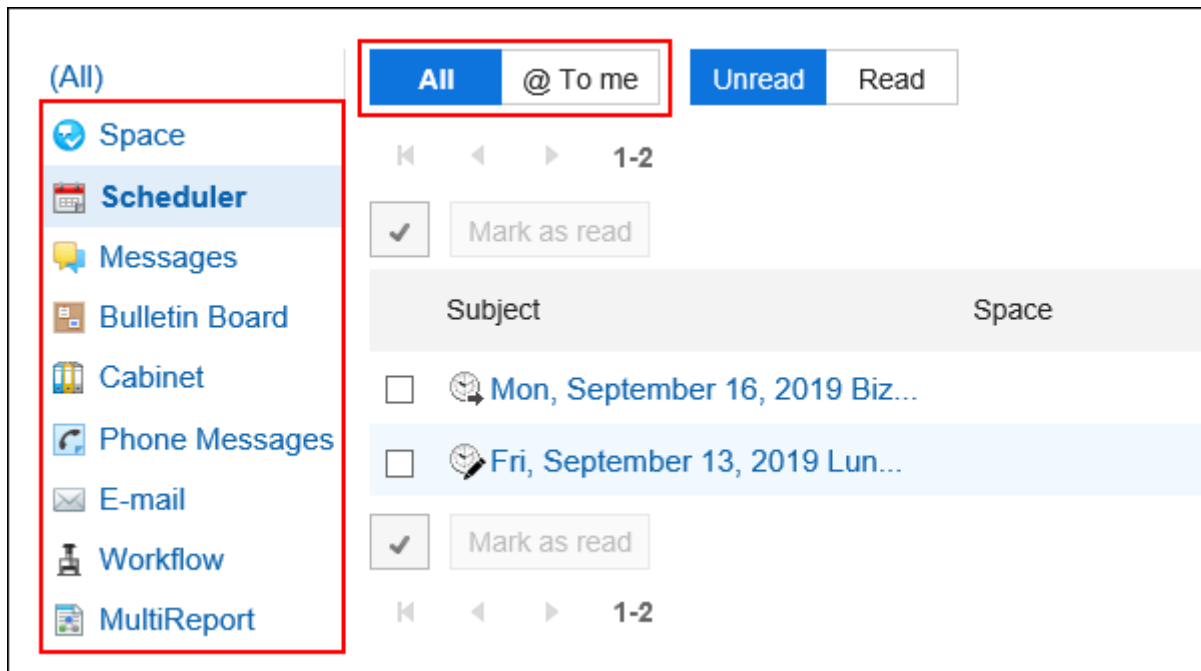 (All)
Space
Scheduler
Messages
Bulletin Board
Cabinet
Phone Messages
E-mail
Workflow
MultiReport
All @ To me Unread Read
1-2
Mark as read
Subject Space
Mon, September 16, 2019 Biz...
Fri, September 13, 2019 Lun...
Mark as read
1-2